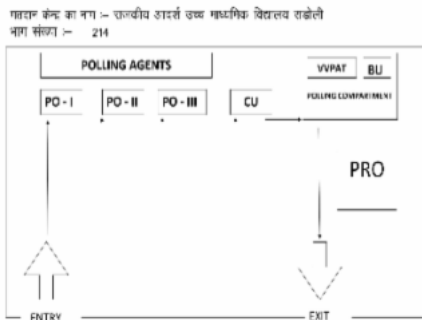 मतदान केन्द्र का नाम :– राजकीय आदर्श उच्च माध्यमिक विद्यालय
भाग संख्या :– 214
POLLING AGENTS
VVPAT BU
POLLING COMPARTMENT
PO - I PO - II PO - III CU
PRO
ENTRY EXIT